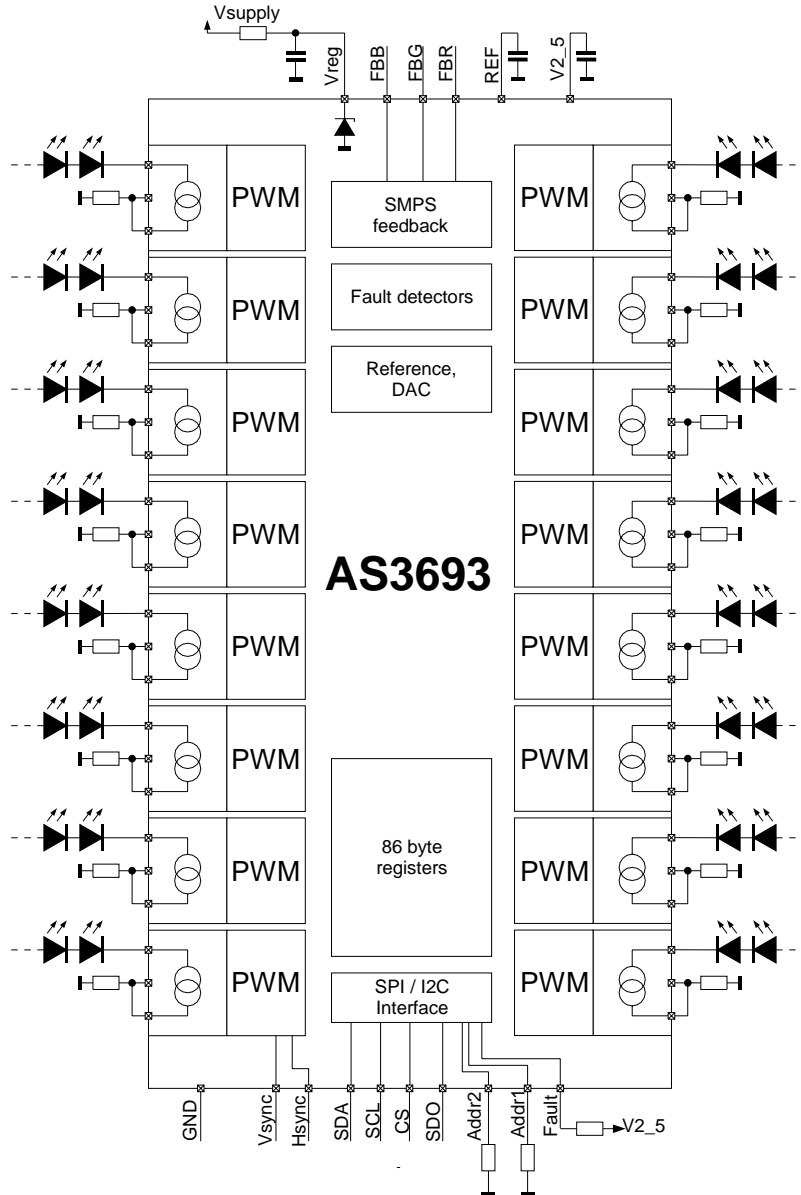 Vsupply
Vreg
FBB
FBG
FBR
REF
V2_5
PWM
SMPS
feedback
PWM
PWM
Fault detectors
PWM
PWM
Reference,
DAC
PWM
PWM
PWM
AS3693
PWM
PWM
PWM
PWM
PWM
86 byte
registers
PWM
PWM
SPI / I2C
Interface
PWM
GND
Vsync
Hsync
SDA
SCL
CS
SDO
Addr2
Addr1
Fault
V2_5